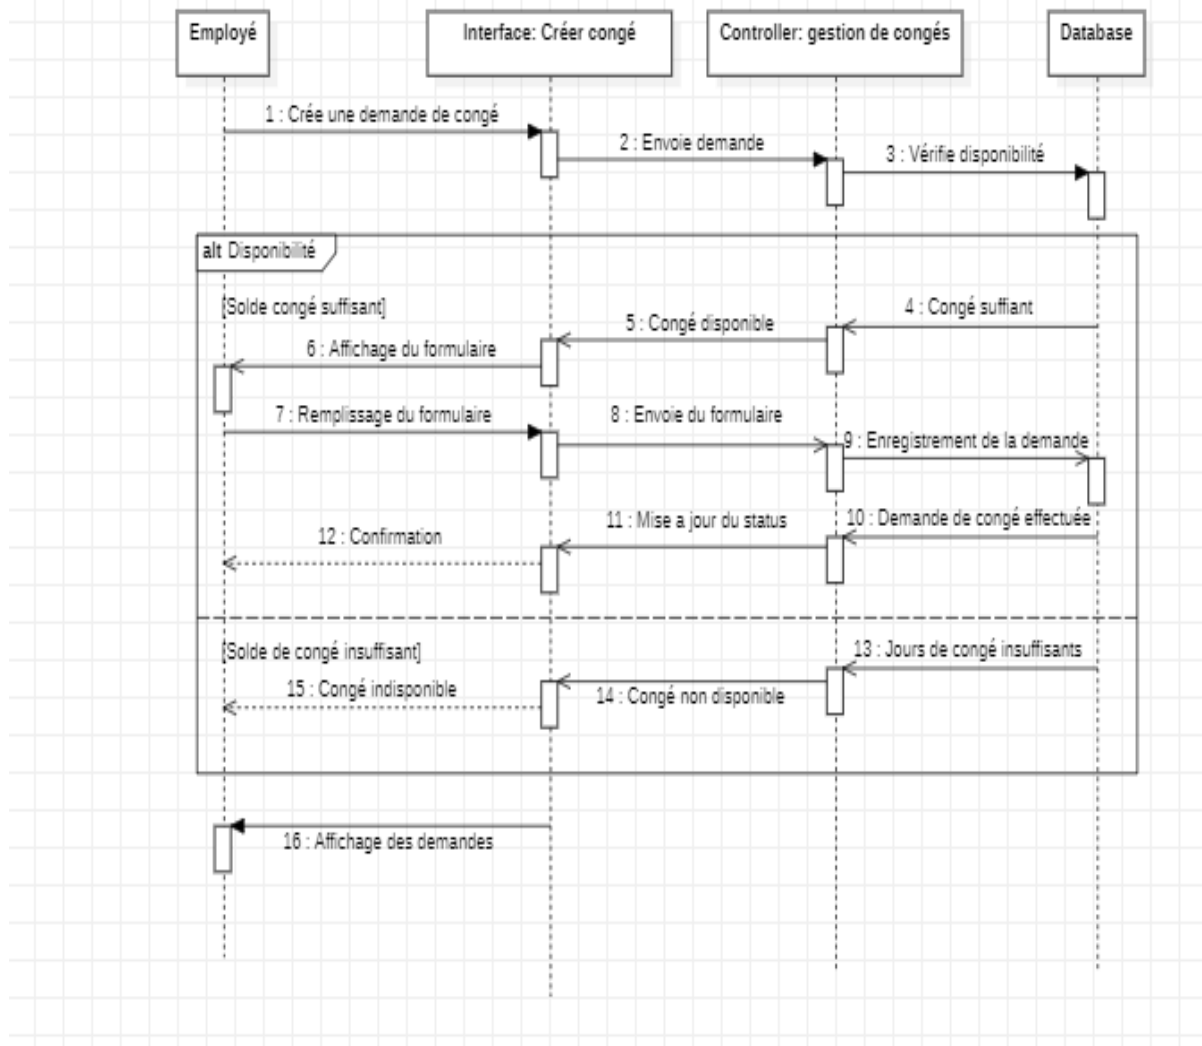 Employé
Interface: Créer congé
Controller: gestion de congés
Database
1 : Crée une demande de congé
2 : Envoie demande
3 : Vérifie disponibilité
alt Disponibilité
[Solde congé suffisant]
4 : Congé suffiant
5 : Congé disponible
6 : Affichage du formulaire
7 : Remplissage du formulaire
8 : Envoie du formulaire
9 : Enregistrement de la demande
10 : Demande de congé effectuée
11 : Mise a jour du status
12 : Confirmation
[Solde de congé insuffisant]
13 : Jours de congé insuffisants
14 : Congé non disponible
15 : Congé indisponible
16 : Affichage des demandes